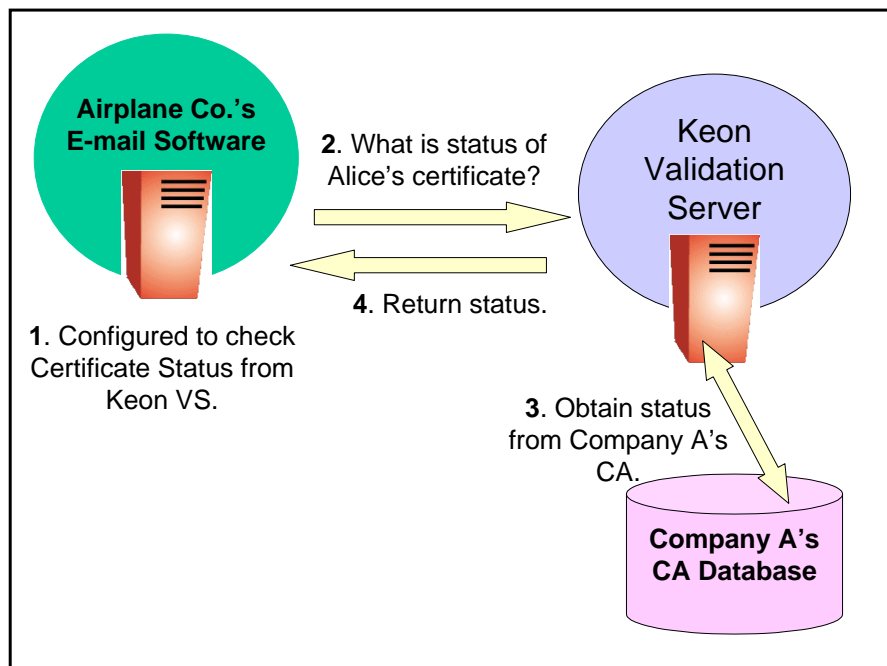 Airplane Co.'s
E-mail Software
2. What is status of
Alice's certificate?
Keon
Validation
Server
4. Return status.
1. Configured to check
Certificate Status from
Keon VS.
3. Obtain status
from Company A's
CA.
Company A's
CA Database